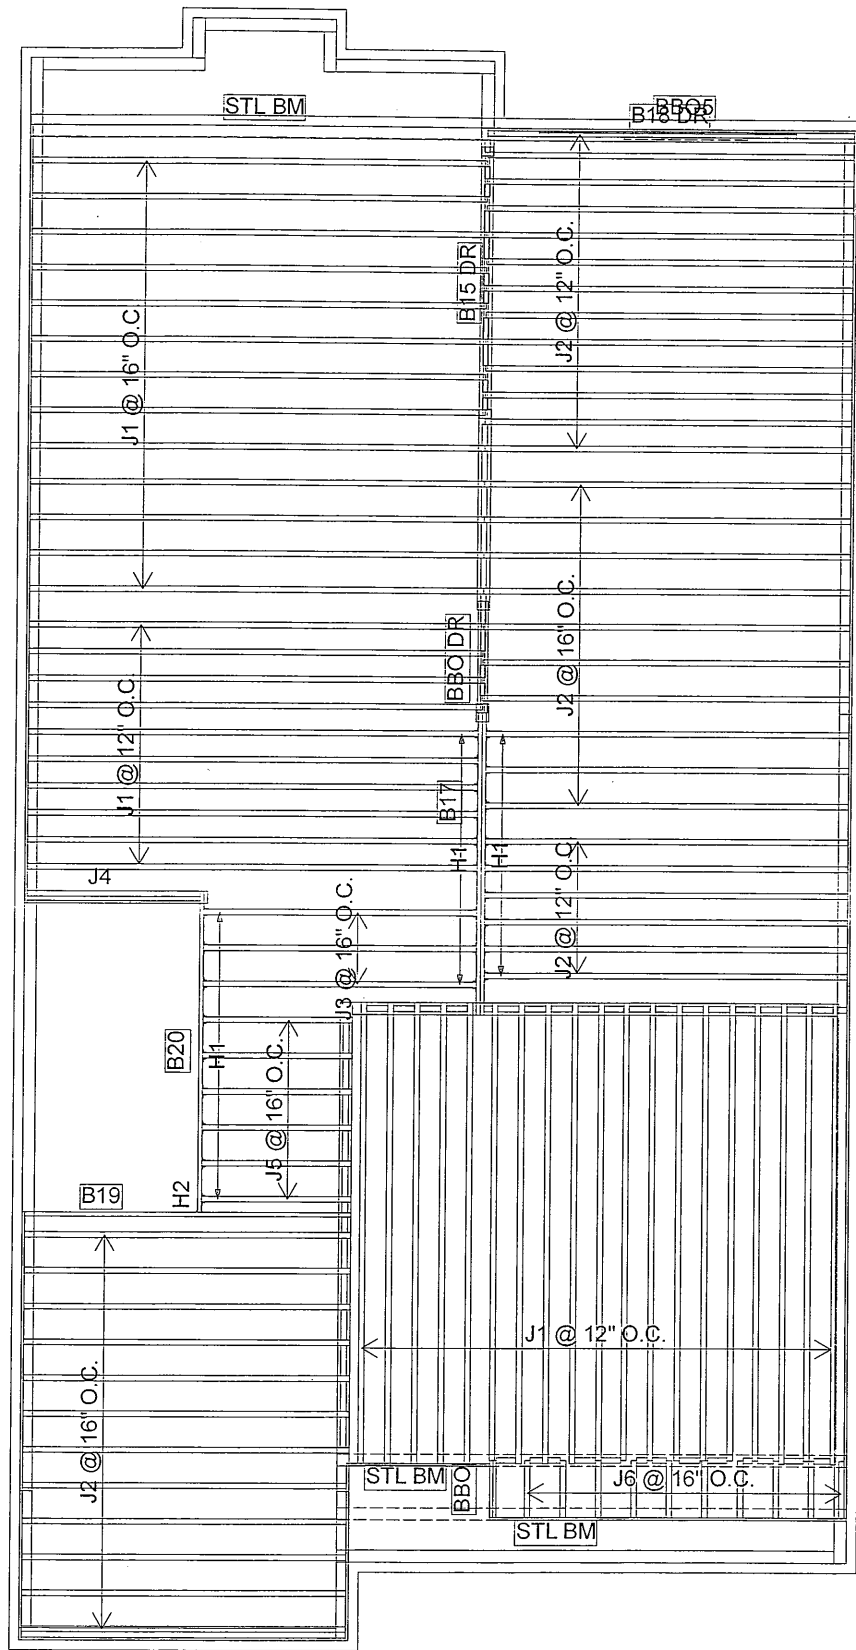 STL BM
BBO5
B18 DR
B15 DR
J2 @ 12" O.C.
J1 @ 16" O.C.
J2 @ 16" O.C.
BBO DR
J1 @ 12" O.C.
B17
H1
H1
J4
J2 @ 12" O.C.
J3 @ 16" O.C.
B20
H1
J5 @ 16" O.C.
H2
B19
J1 @ 12" O.C.
J2 @ 16" O.C.
STL BM
BBO
J6 @ 16" O.C.
STL BM